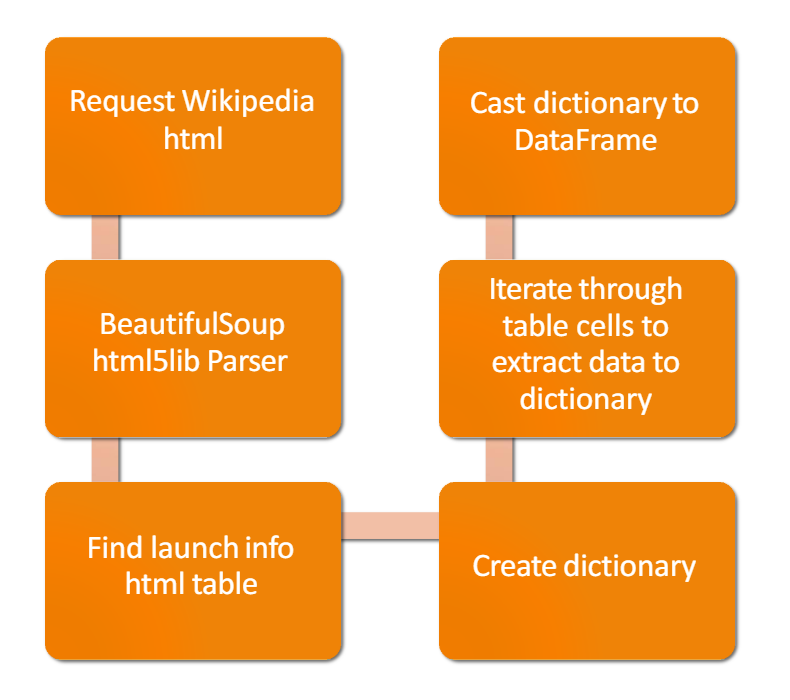 Request Wikipedia
html
BeautifulSoup
html5lib Parser
Find launch info
html table
Create dictionary
Iterate through
table cells to
extract data to
dictionary
Cast dictionary to
DataFrame